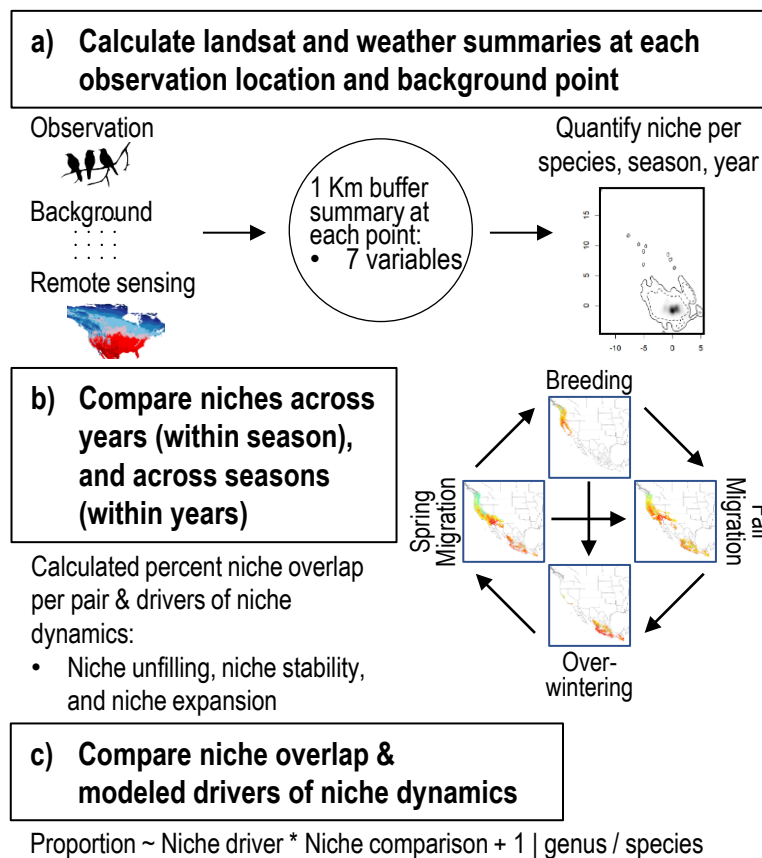 a) Calculate landsat and weather summaries at each
observation location and background point
Observation
Background
Remote sensing
1 Km buffer
summary at
each point:
• 7 variables
Quantify niche per
species, season, year
15
10
5
0
-10
-5
0
5
b) Compare niches across
years (within season),
and across seasons
(within years)
Calculated percent niche overlap
per pair & drivers of niche
dynamics:
• Niche unfilling, niche stability,
and niche expansion
Breeding
Spring
Migration
Fall
Migration
Over-
wintering
c) Compare niche overlap &
modeled drivers of niche dynamics
Proportion ~ Niche driver * Niche comparison + 1 | genus / species